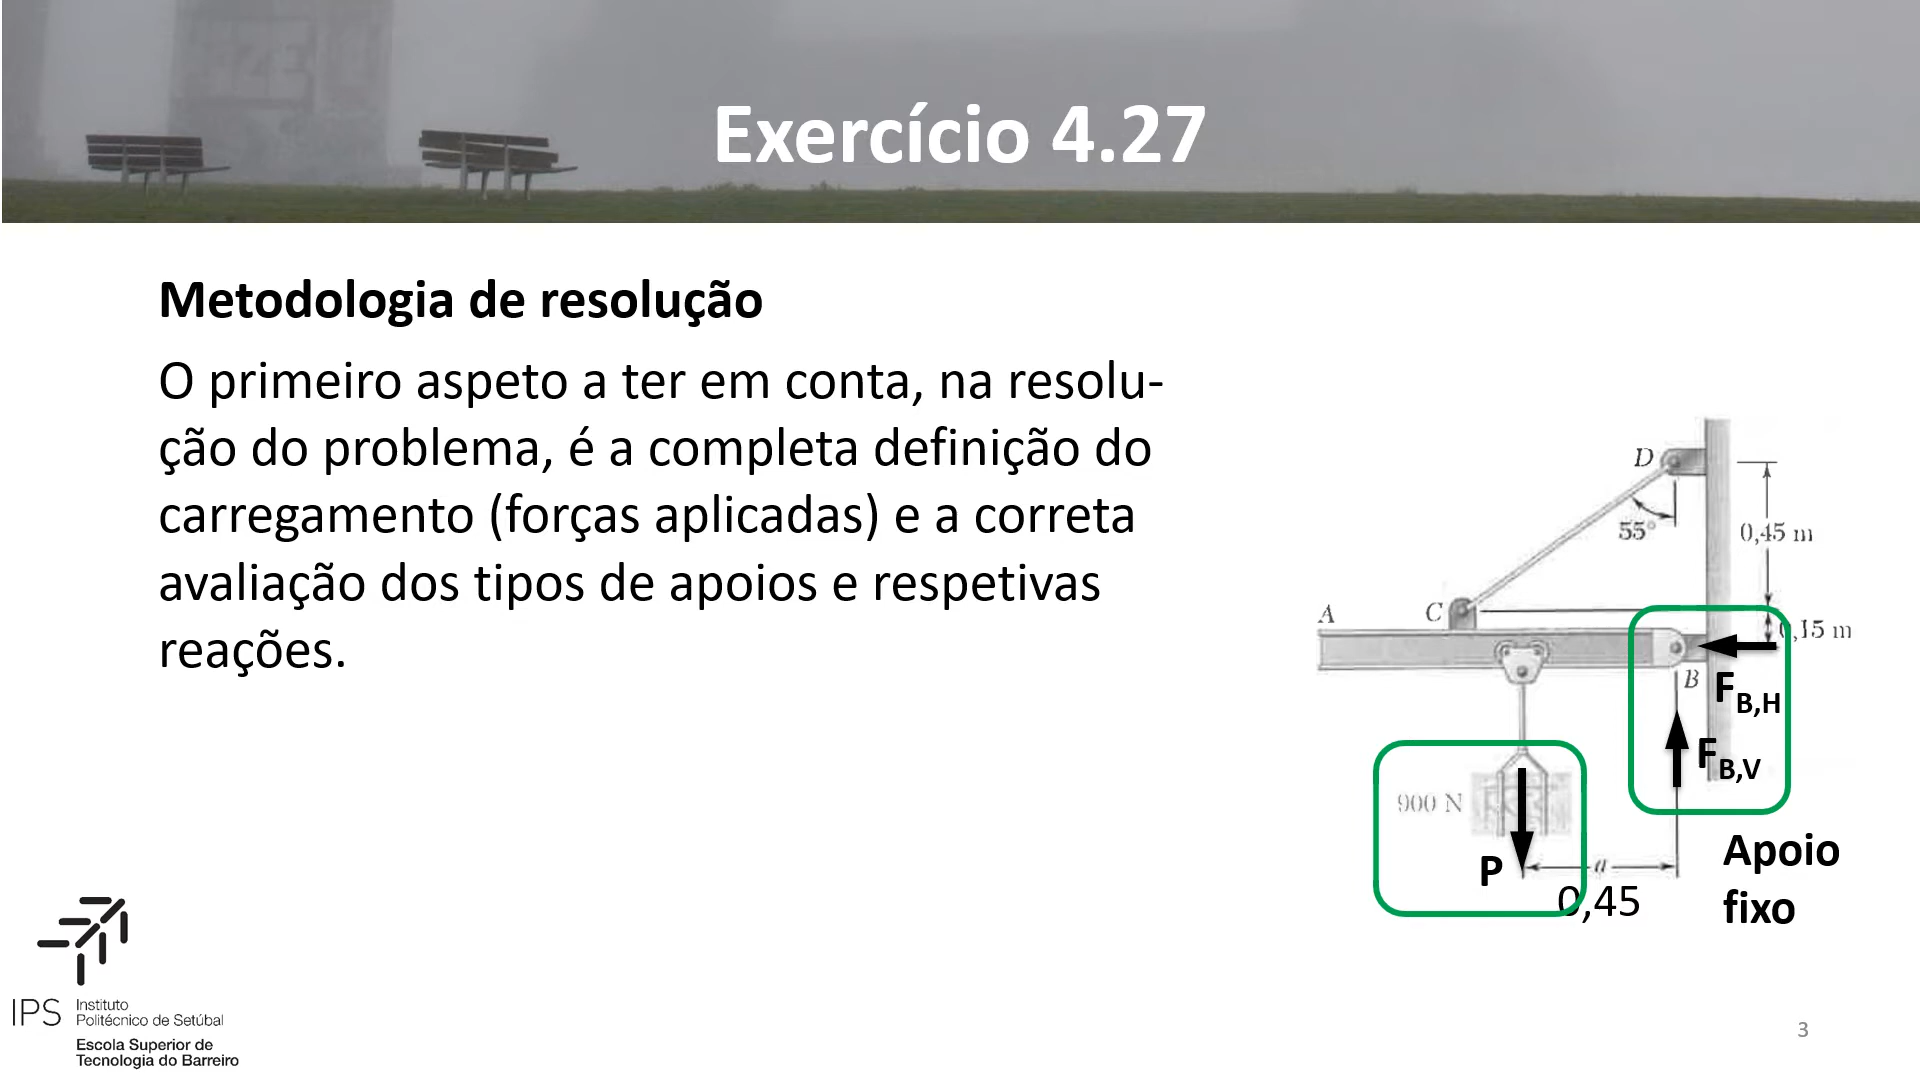 Exercício 4.27
Metodologia de resolução
O primeiro aspeto a ter em conta, na resolu-
ção do problema, é a completa definição do
carregamento (forças aplicadas) e a correta
avaliação dos tipos de apoios e respetivas
reações.
D
55°
0,45 m
A
C
0,15 m
B
F B,H
F B,V
900 N
P
a
0,45
Apoio
fixo
IPS
Instituto
Politécnico de Setúbal
Escola Superior de
Tecnologia do Barreiro
3